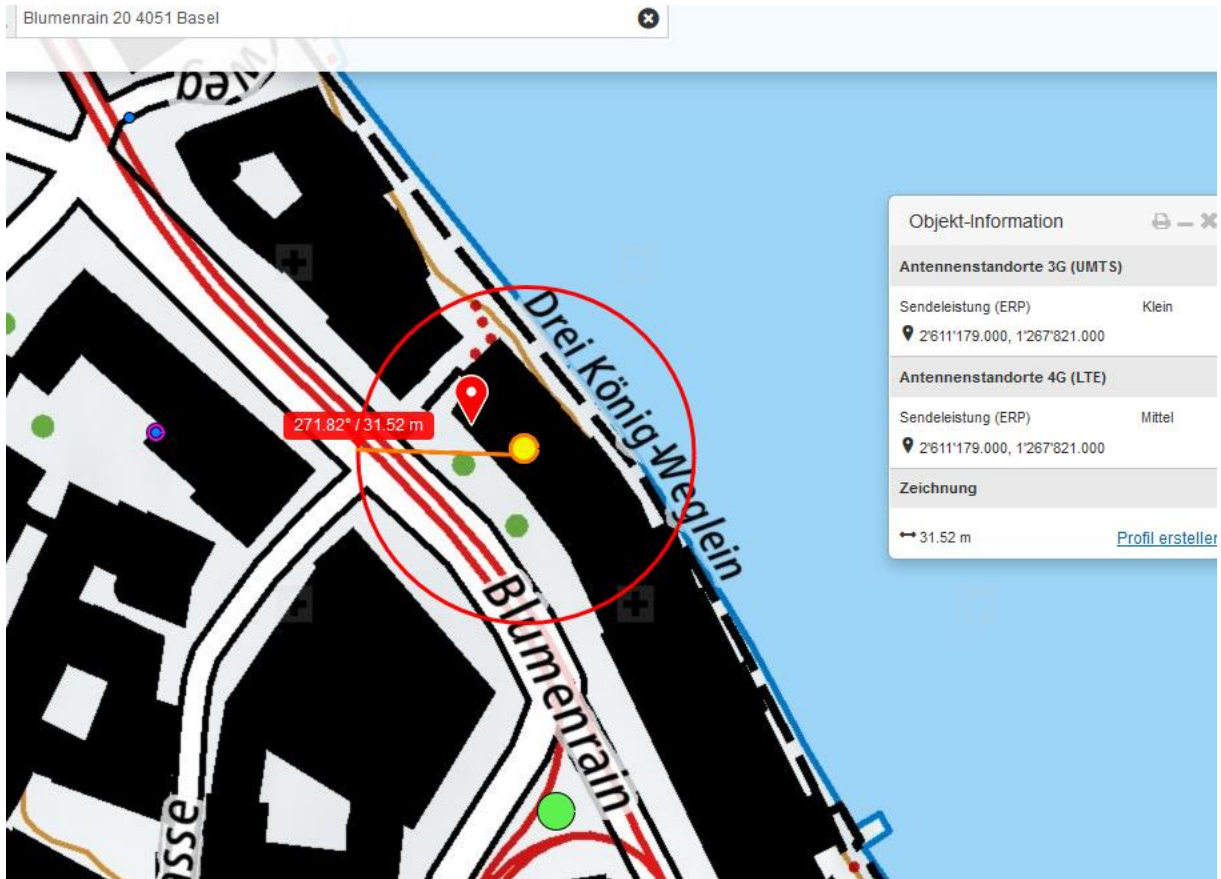 Blumenrain 20 4051 Basel
weg
Objekt-Information
Antennenstandorte 3G (UMTS)
Sendeleistung (ERP) Klein
2'611'179.000, 1'267'821.000
Antennenstandorte 4G (LTE)
Sendeleistung (ERP) Mittel
2'611'179.000, 1'267'821.000
Zeichnung
31.52 m Profil erstellen
Drei König-Weglein
271.82° / 31.52 m
Blumenrain
asse